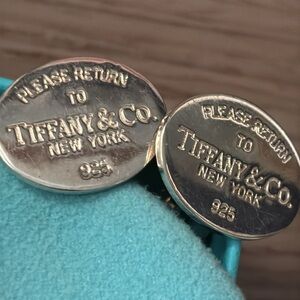 PLEASE RETURN
TO
TIFFANY & CO.
NEW YORK
925
PLEASE RETURN
TO
TIFFANY & CO.
NEW YORK
925